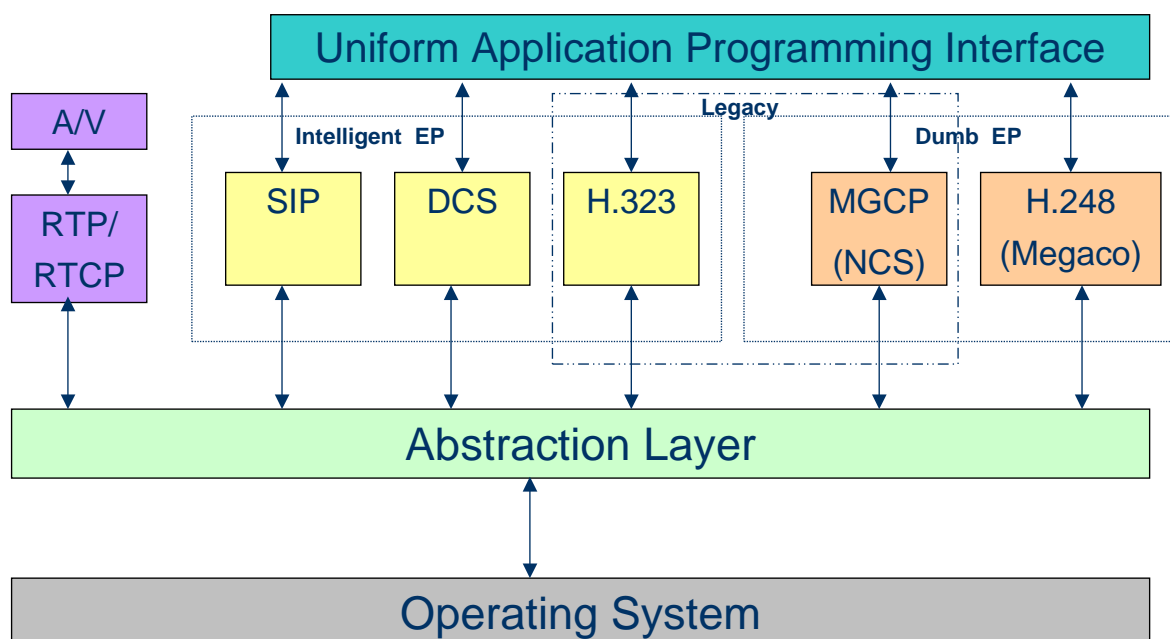 Uniform Application Programming Interface
Legacy
A/V
Intelligent EP
Dumb EP
RTP/
RTCP
SIP
DCS
H.323
MGCP
(NCS)
H.248
(Megaco)
Abstraction Layer
Operating System